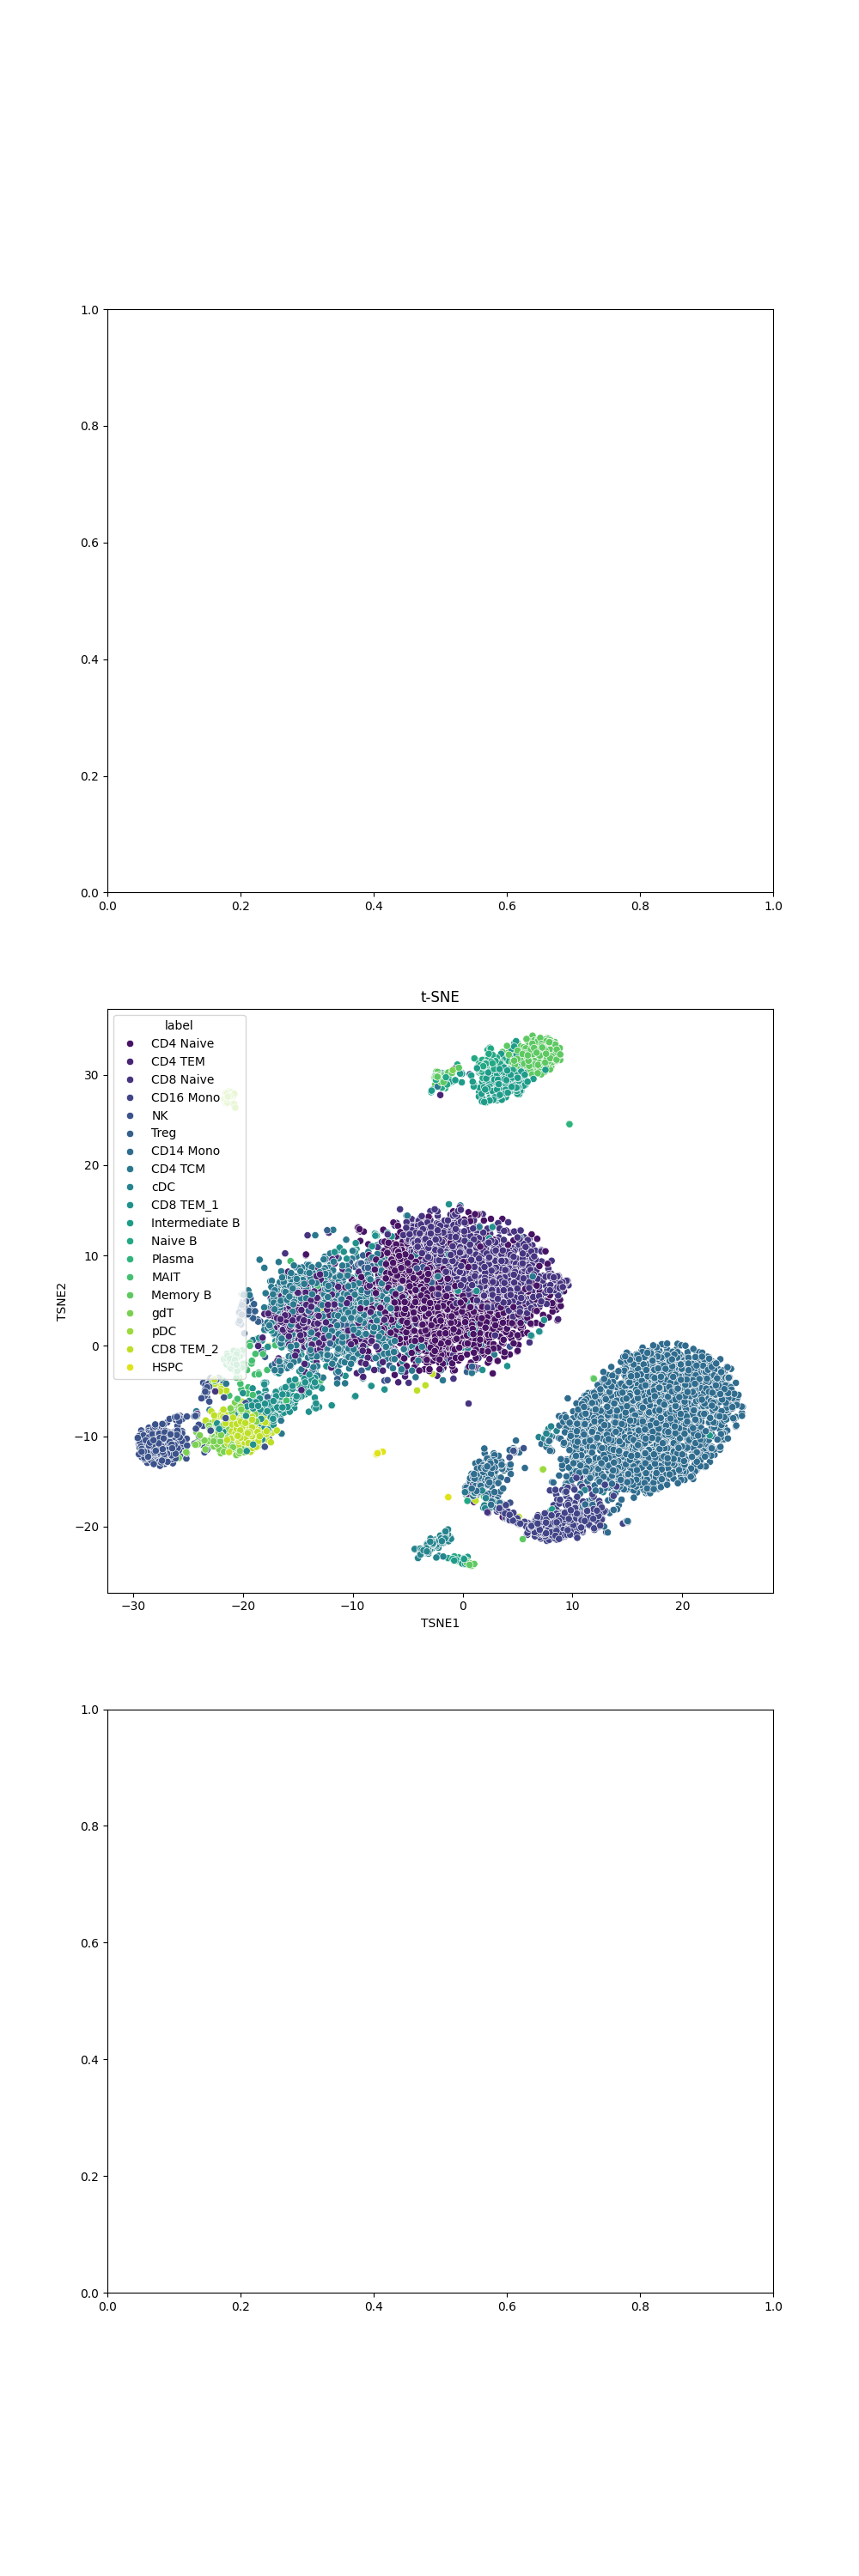 1.0
0.8
0.6
0.4
0.2
0.0
0.0 0.2 0.4 0.6 0.8 1.0
t-SNE
label
CD4 Naive
CD4 TEM
CD8 Naive
CD16 Mono
NK
Treg
CD14 Mono
CD4 TCM
cDC
CD8 TEM_1
Intermediate B
Naive B
Plasma
MAIT
Memory B
gdT
pDC
CD8 TEM_2
HSPC
30
20
10
0
−10
−20
TSNE2
−30 −20 −10 0 10 20
TSNE1
1.0
0.8
0.6
0.4
0.2
0.0
0.0 0.2 0.4 0.6 0.8 1.0